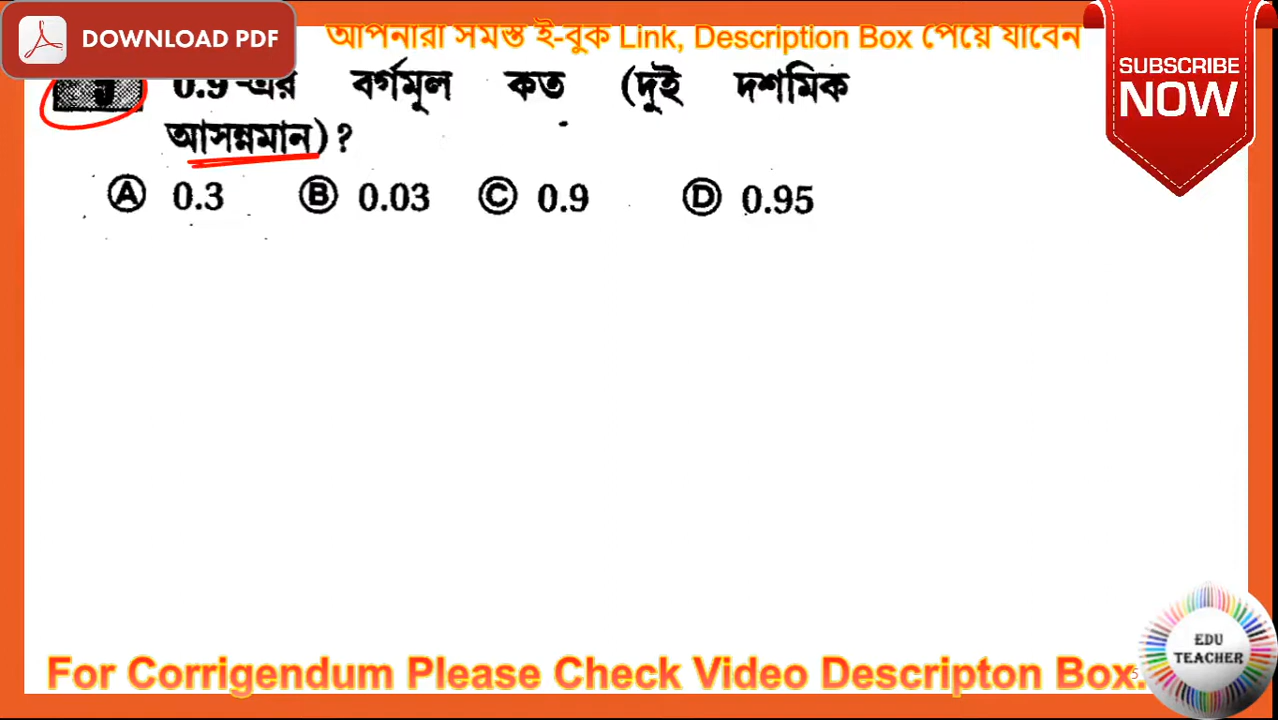 DOWNLOAD PDF
আপনারা সমস্ত ই-বুক Link, Description Box পেয়ে যাবেন
SUBSCRIBE
NOW
0.9-এর বর্গমূল কত (দুই দশমিক
আসন্নমান)?
Ⓐ 0.3 Ⓑ 0.03 Ⓒ 0.9 Ⓓ 0.95
EDU
TEACHER
For Corrigendum Please Check Video Descripton Box.